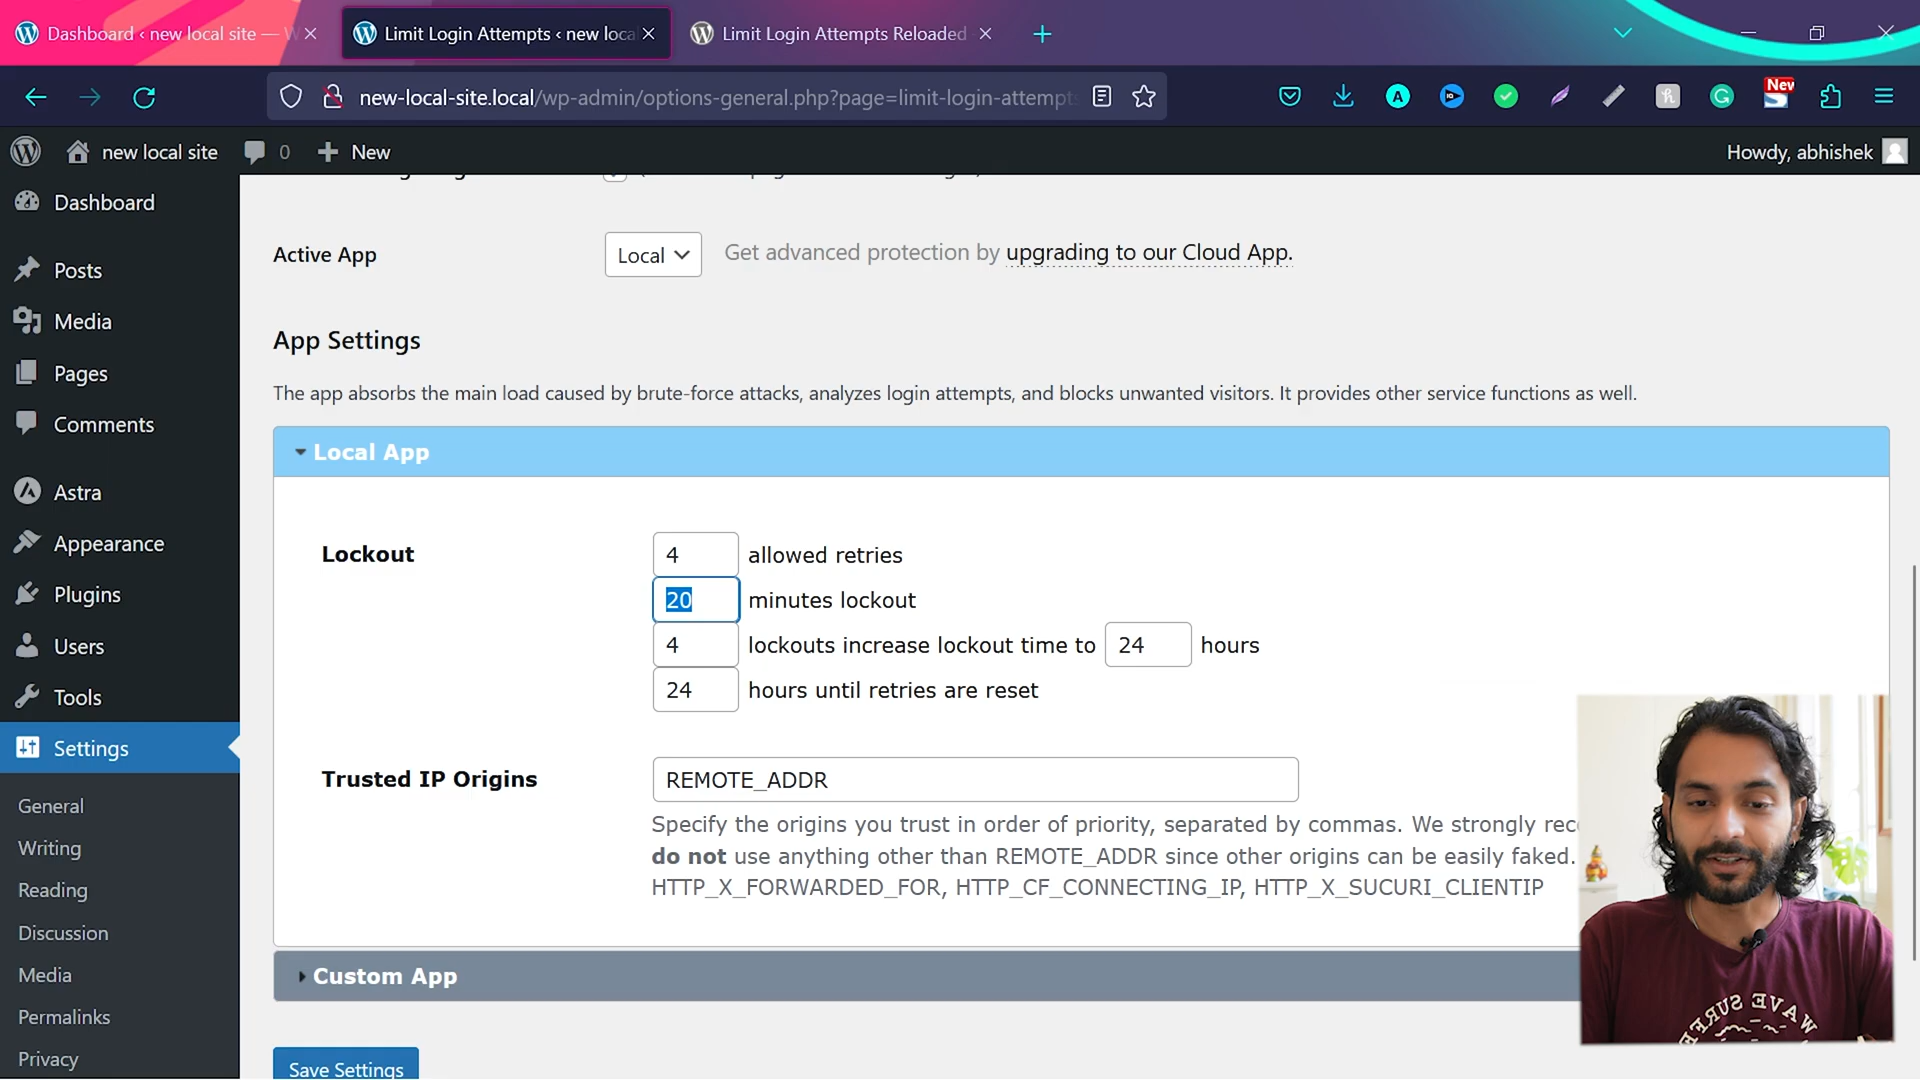 Dashboard ‹ new local site — W
Limit Login Attempts ‹ new loca
Limit Login Attempts Reloaded
new-local-site.local/wp-admin/options-general.php?page=limit-login-attempts
New
new local site
0
New
Howdy, abhishek
Dashboard
Posts
Media
Pages
Comments
Astra
Appearance
Plugins
Users
Tools
Settings
General
Writing
Reading
Discussion
Media
Permalinks
Privacy
Active App
Local
Get advanced protection by upgrading to our Cloud App.
App Settings
The app absorbs the main load caused by brute-force attacks, analyzes login attempts, and blocks unwanted visitors. It provides other service functions as well.
Local App
Lockout
4 allowed retries
20 minutes lockout
4 lockouts increase lockout time to 24 hours
24 hours until retries are reset
Trusted IP Origins
REMOTE_ADDR
Specify the origins you trust in order of priority, separated by commas. We strongly rec
do not use anything other than REMOTE_ADDR since other origins can be easily faked.
HTTP_X_FORWARDED_FOR, HTTP_CF_CONNECTING_IP, HTTP_X_SUCURI_CLIENTIP
Custom App
Save Settings
WAVE SURF